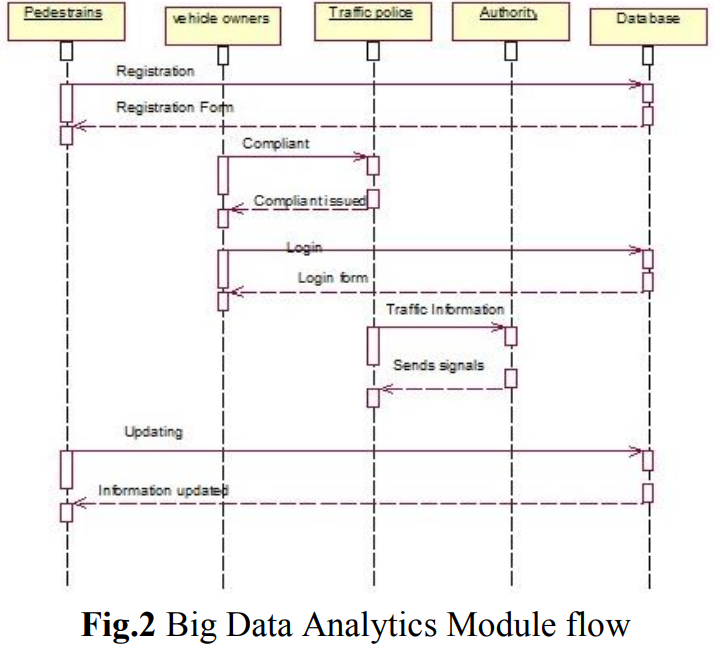 Pedestrains
vehicle owners
Traffic police
Authority
Database
Registration
Registration Form
Compliant
Compliant issued
Login
Login form
Traffic Information
Sends signals
Updating
Information updated
Fig.2 Big Data Analytics Module flow